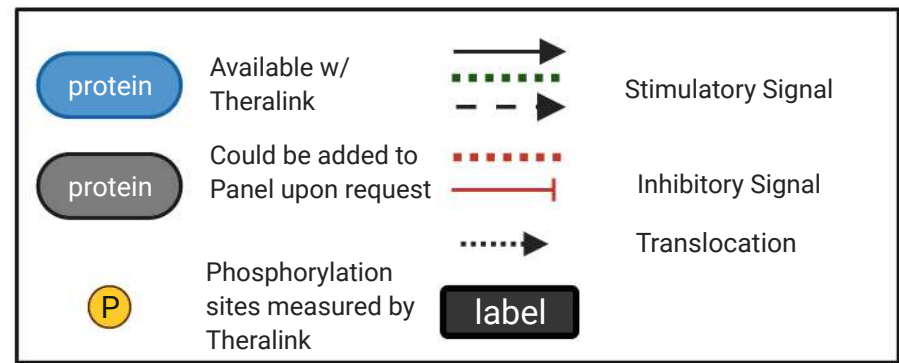 protein
Available w/
Theralink
Stimulatory Signal
protein
Could be added to
Panel upon request
Inhibitory Signal
Translocation
P
Phosphorylation
sites measured by
Theralink
label